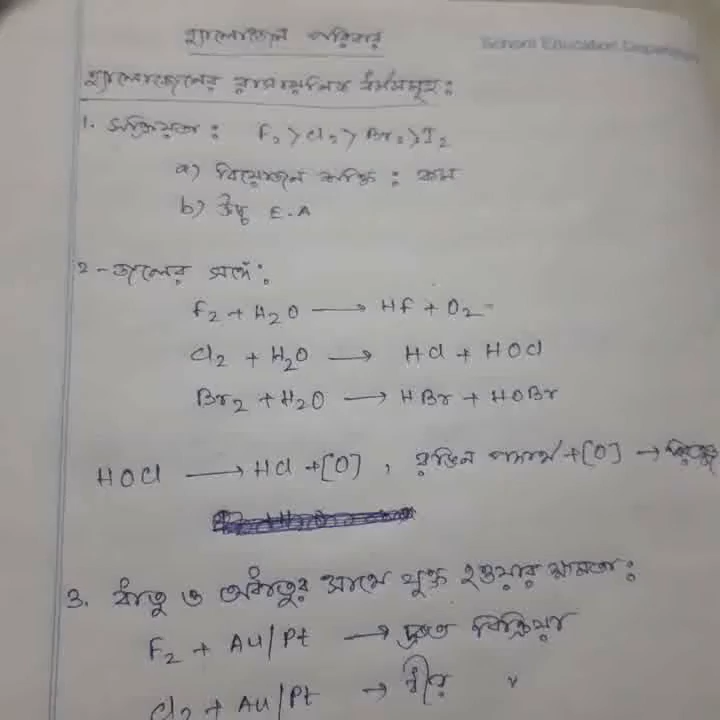 হ্যালোজেন পরিবার
School Education Department
হ্যালোজেনের রাসায়নিক ধর্মসমূহ :
1. সক্রিয়তা : F₂ > Cl₂ > Br₂ > I₂
a) বিয়োজন শক্তি : কম
b) উচ্চ E.A
2- জলের সঙ্গে :
F₂ + H₂O ⟶ HF + O₂
Cl₂ + H₂O ⟶ HCl + HOCl
Br₂ + H₂O ⟶ HBr + HOBr
HOCl ⟶ HCl + [O] , রঙিন পদার্থ + [O] →
3. ধাতু ও অধাতুর সাথে যুক্ত হওয়ার ক্ষমতা :
F₂ + Au/Pt ⟶ দ্রুত বিক্রিয়া
Cl₂ + Au/Pt → ধীর "